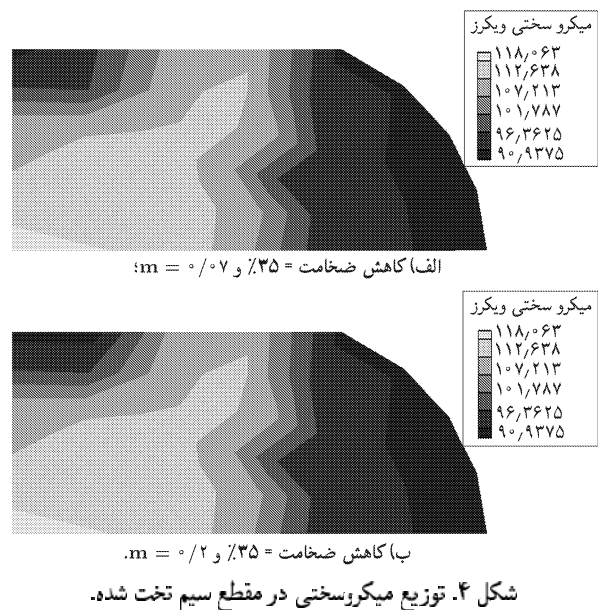 میکرو سختی ویکرز
۱۱۸٫۰۶۳
۱۱۲٫۶۳۸
۱۰۷٫۲۱۳
۱۰۱٫۷۸۷
۹۶٫۳۶۲۵
۹۰٫۹۳۷۵
الف) کاهش ضخامت = ۳۵٪ و m = ۰/۰۷؛
میکرو سختی ویکرز
۱۱۸٫۰۶۳
۱۱۲٫۶۳۸
۱۰۷٫۲۱۳
۱۰۱٫۷۸۷
۹۶٫۳۶۲۵
۹۰٫۹۳۷۵
ب) کاهش ضخامت = ۳۵٪ و m = ۰/۲.
شکل ۴. توزیع میکروسختی در مقطع سیم تخت شده.